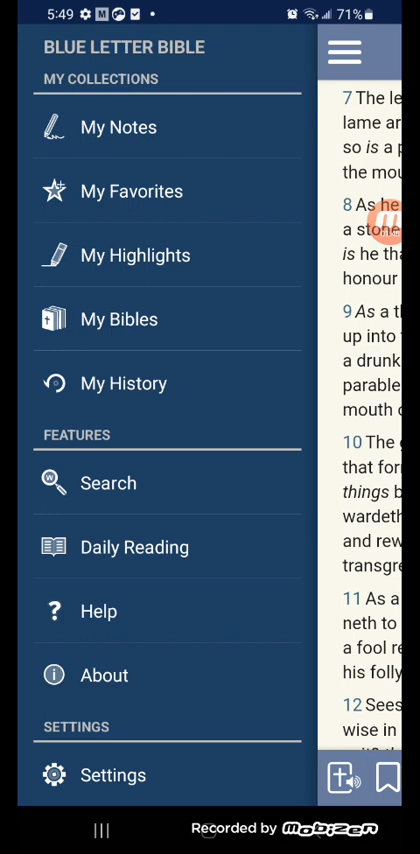 5:49 71%
BLUE LETTER BIBLE
MY COLLECTIONS
My Notes
My Favorites
My Highlights
My Bibles
My History
FEATURES
Search
Daily Reading
Help
About
SETTINGS
Settings
7 The le
lame ar
so is a p
the mou
8 As he
a stone
is he tha
honour
9 As a th
up into
a drunk
parable
mouth o
10 The g
that for
things b
wardeth
and rew
transgre
11 As a
neth to
a fool re
his folly
12 Sees
wise in
Recorded by MOBIZEN